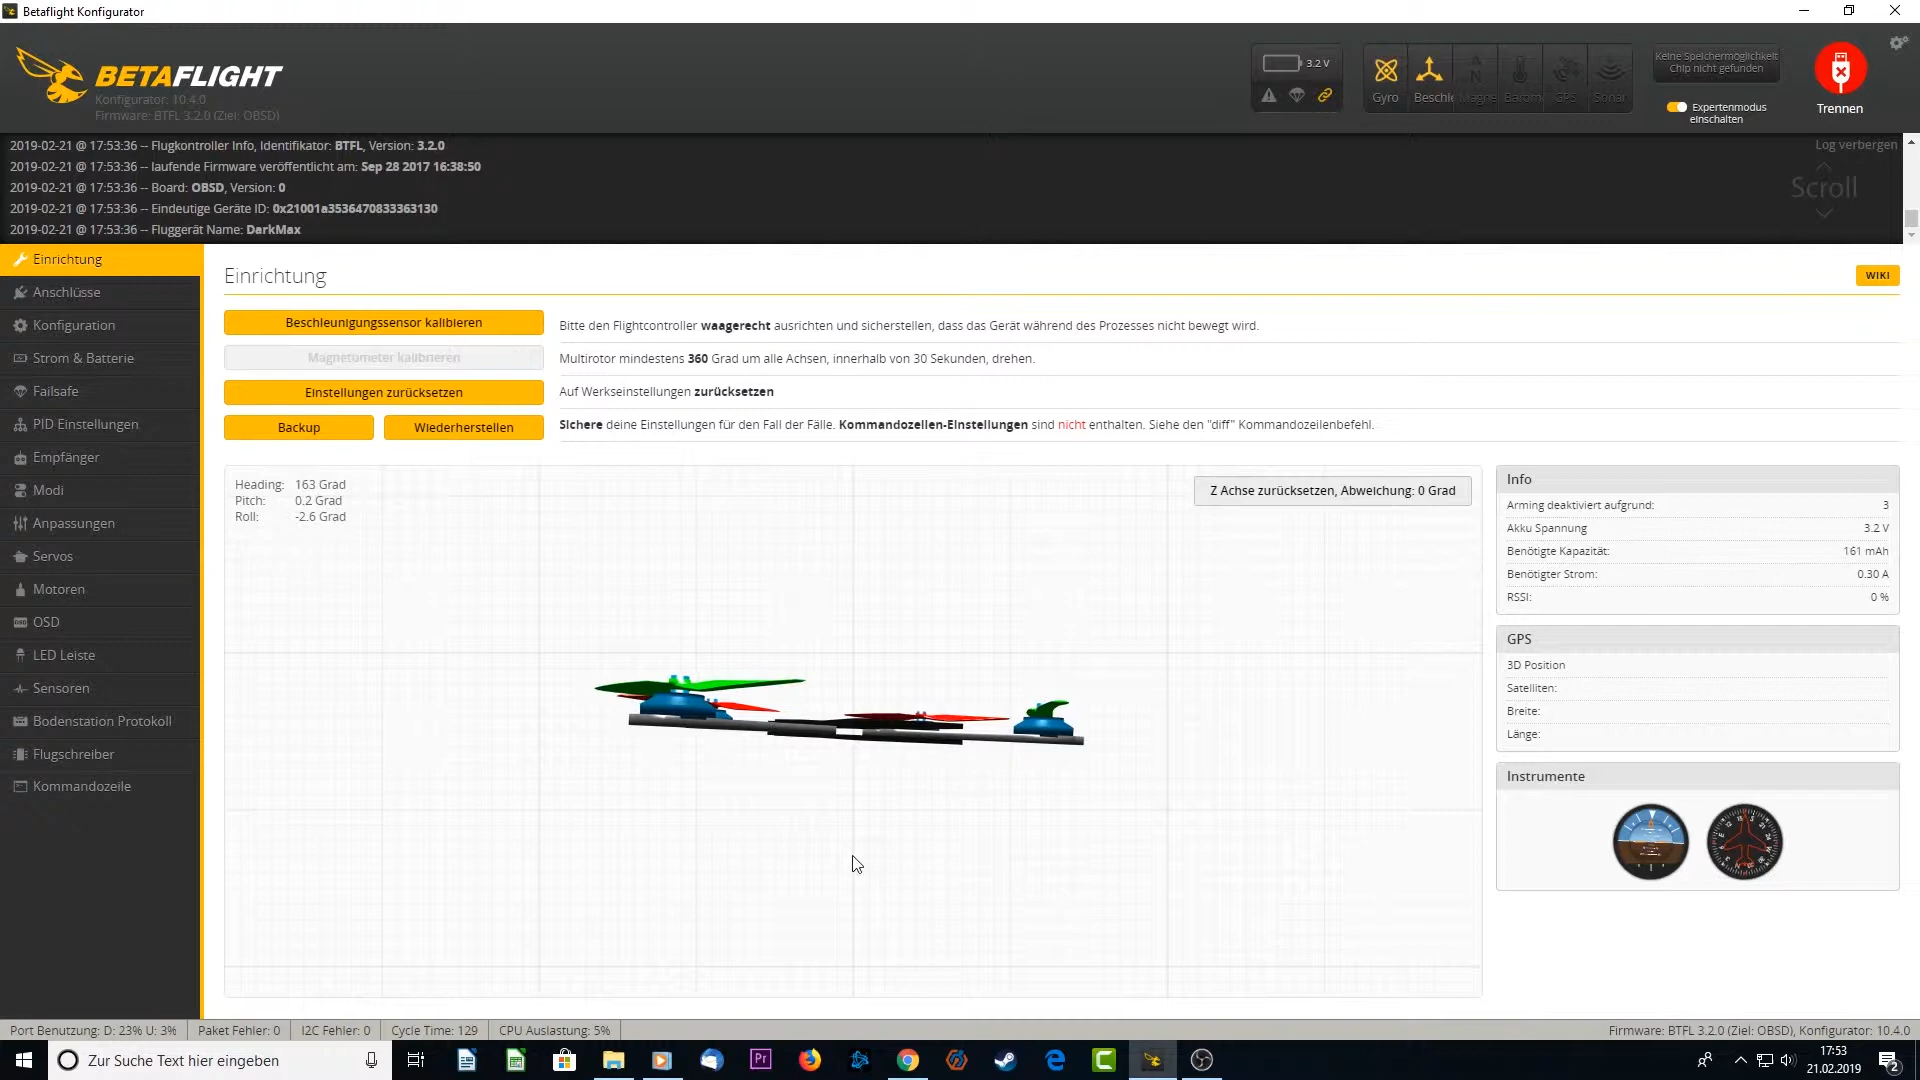 Betaflight Konfigurator
BETAFLIGHT
Konfigurator: 10.4.0
Firmware: BTFL 3.2.0 (Ziel: OBSD)
3.2 V
Gyro
Beschle
Magne
Barom
GPS
Sonar
Keine Speichermöglichkeit
Chip nicht gefunden
Expertenmodus
einschalten
Trennen
2019-02-21 @ 17:53:36 -- Flugkontroller Info, Identifikator: BTFL, Version: 3.2.0
2019-02-21 @ 17:53:36 -- laufende Firmware veröffentlicht am: Sep 28 2017 16:38:50
2019-02-21 @ 17:53:36 -- Board: OBSD, Version: 0
2019-02-21 @ 17:53:36 -- Eindeutige Geräte ID: 0x21001a3536470833363130
2019-02-21 @ 17:53:36 -- Fluggerät Name: DarkMax
Log verbergen
Scroll
Einrichtung
Anschlüsse
Konfiguration
Strom & Batterie
Failsafe
PID Einstellungen
Empfänger
Modi
Anpassungen
Servos
Motoren
OSD
LED Leiste
Sensoren
Bodenstation Protokoll
Flugschreiber
Kommandozeile
Einrichtung
WIKI
Beschleunigungssensor kalibieren
Bitte den Flightcontroller waagerecht ausrichten und sicherstellen, dass das Gerät während des Prozesses nicht bewegt wird.
Magnetometer kalibrieren
Multirotor mindestens 360 Grad um alle Achsen, innerhalb von 30 Sekunden, drehen.
Einstellungen zurücksetzen
Auf Werkseinstellungen zurücksetzen
Backup
Wiederherstellen
Sichere deine Einstellungen für den Fall der Fälle. Kommandozeilen-Einstellungen sind nicht enthalten. Siehe den "diff" Kommandozeilenbefehl.
Heading: 163 Grad
Pitch: 0.2 Grad
Roll: -2.6 Grad
Z Achse zurücksetzen, Abweichung: 0 Grad
Info
Arming deaktiviert aufgrund: 3
Akku Spannung 3.2 V
Benötigte Kapazität: 161 mAh
Benötigter Strom: 0.30 A
RSSI: 0 %
GPS
3D Position
Satelliten:
Breite:
Länge:
Instrumente
Port Benutzung: D: 23% U: 3%
Paket Fehler: 0
I2C Fehler: 0
Cycle Time: 129
CPU Auslastung: 5%
Firmware: BTFL 3.2.0 (Ziel: OBSD), Konfigurator: 10.4.0
Zur Suche Text hier eingeben
Pr
17:53
21.02.2019
2